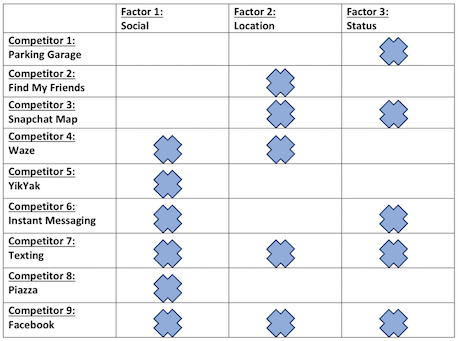 Factor 1:
Social
Factor 2:
Location
Factor 3:
Status
Competitor 1:
Parking Garage
Competitor 2:
Find My Friends
Competitor 3:
Snapchat Map
Competitor 4:
Waze
Competitor 5:
YikYak
Competitor 6:
Instant Messaging
Competitor 7:
Texting
Competitor 8:
Piazza
Competitor 9:
Facebook